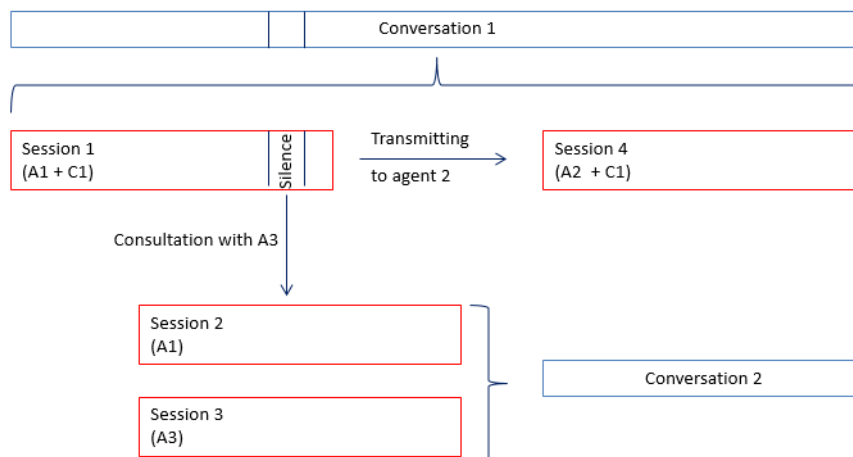 Conversation 1
Session 1
(A1 + C1)
Silence
Transmitting
to agent 2
Session 4
(A2 + C1)
Consultation with A3
Session 2
(A1)
Conversation 2
Session 3
(A3)